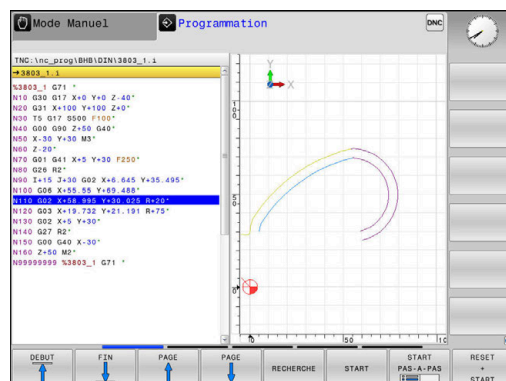 Mode Manuel
Programmation
DNC
TNC:\nc_prog\BHB\DIN\3803_1.i
→3803_1.i
%3803_1 G71 *
N10 G30 G17 X+0 Y+0 Z-40*
N20 G31 X+100 Y+100 Z+0*
N30 T5 G17 S500 F100*
N40 G00 G90 Z+50 G40*
N50 X-30 Y+30 M3*
N60 Z-20*
N70 G01 G41 X+5 Y+30 F250*
N80 G26 R2*
N90 I+15 J+30 G02 X+6.645 Y+35.495*
N100 G06 X+55.55 Y+69.488*
N110 G02 X+58.995 Y+30.025 R+20*
N120 G03 X+19.732 Y+21.191 R+75*
N130 G02 X+5 Y+30*
N140 G27 R2*
N150 G00 G40 X-30*
N160 Z+50 M2*
N99999999 %3803_1 G71 *
Y
X
100
50
0
0
50
10
DEBUT
FIN
PAGE
PAGE
RECHERCHE
START
START
PAS-A-PAS
RESET
+
START